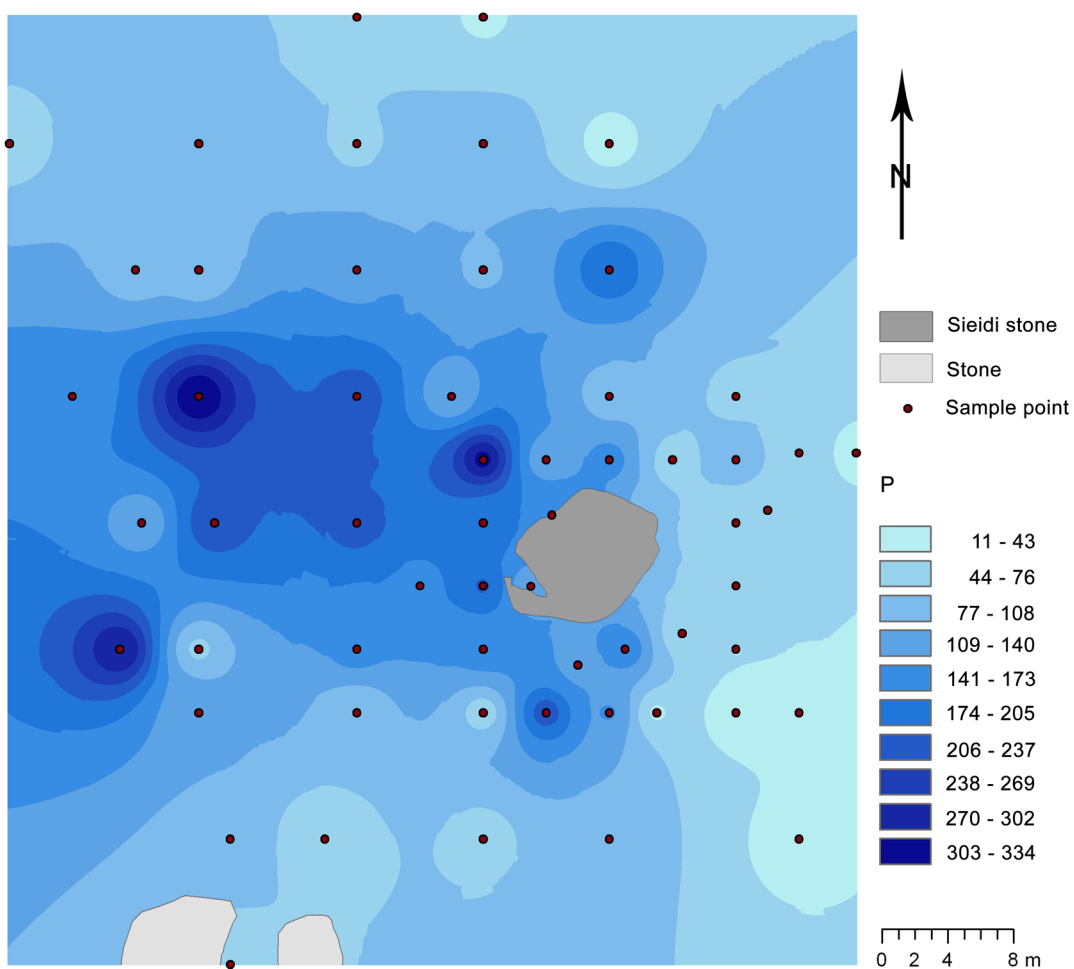 N
Sieidi stone
Stone
Sample point
P
11 - 43
44 - 76
77 - 108
109 - 140
141 - 173
174 - 205
206 - 237
238 - 269
270 - 302
303 - 334
0 2 4 8 m